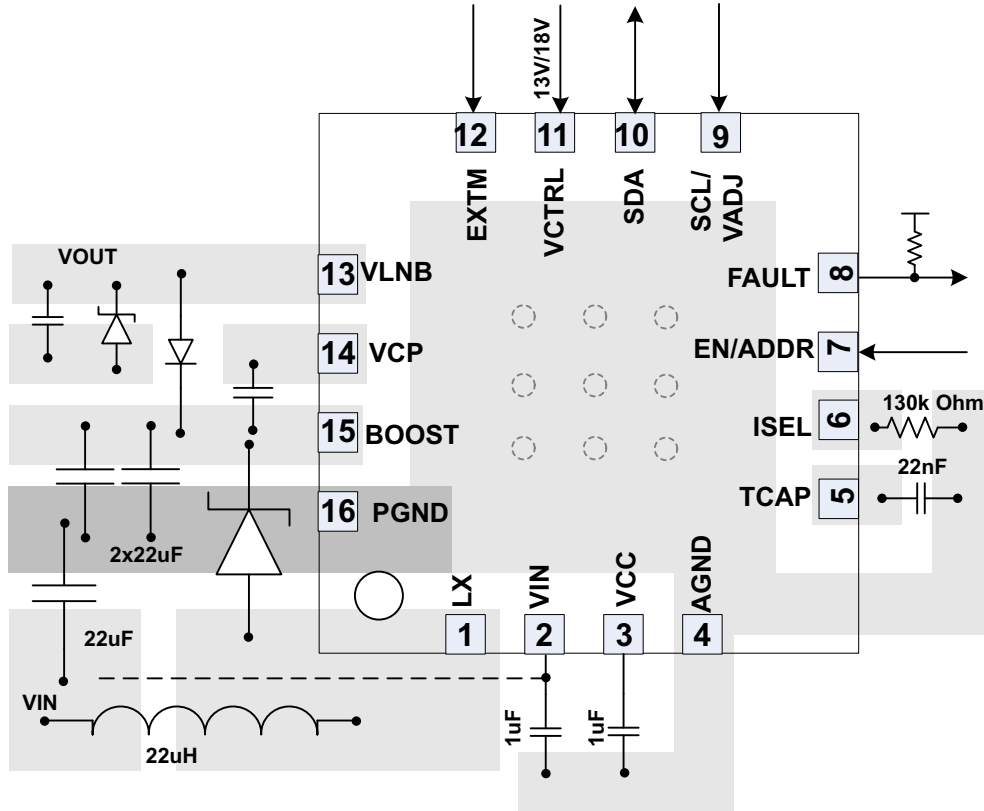 13V/18V
12
11
10
9
EXTM
VCTRL
SDA
SCL/
VADJ
VOUT
13 VLNB
FAULT 8
14 VCP
EN/ADDR 7
130k Ohm
15 BOOST
ISEL 6
22nF
TCAP 5
16 PGND
2x22uF
LX
VIN
VCC
AGND
1
2
3
4
22uF
VIN
1uF
1uF
22uH